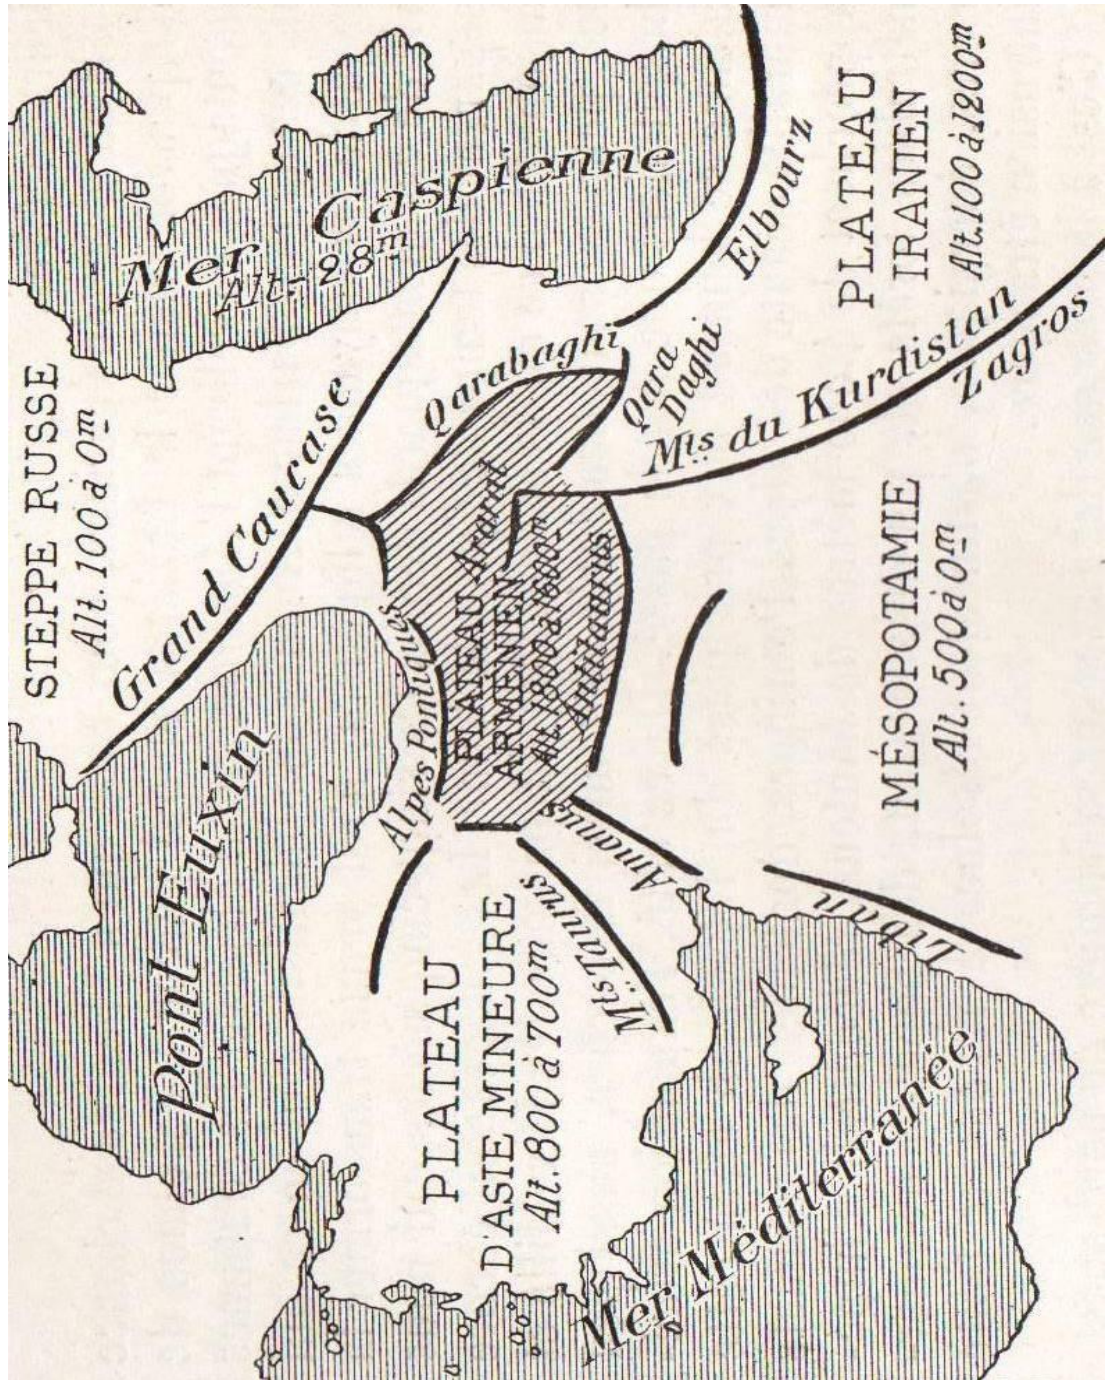 STEPPE RUSSE
Alt. 100 à 0m
Mer Caspienne
Alt. - 28m
Grand Caucase
Pont Euxin
Qarabaghi
Alpes Pontiques
PLATEAU
ARMÉNIEN
Alt. 1800 à 1600m
Ararat
Antitaurus
Qara
Daghi
Elbourz
PLATEAU
IRANIEN
Alt. 100 à 1200m
Mts du Kurdistan
Zagros
PLATEAU
D'ASIE MINEURE
Alt. 800 à 700m
Mts Taurus
Amanus
Liban
MÉSOPOTAMIE
Alt. 500 à 0m
Mer Méditerranée